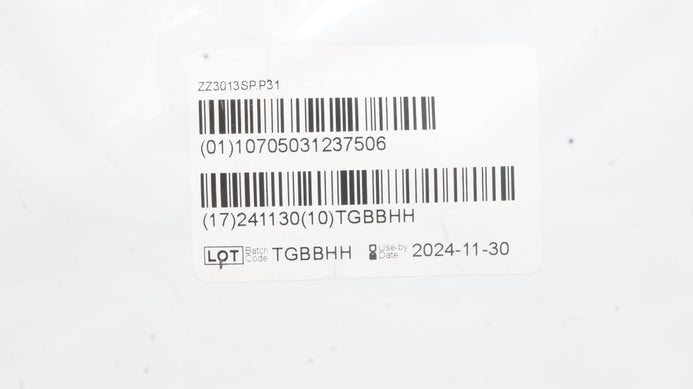 ZZ3013SP.P31
(01)10705031237506
(17)241130(10)TGBBHH
LOT Batch Code TGBBHH Use-by Date 2024-11-30